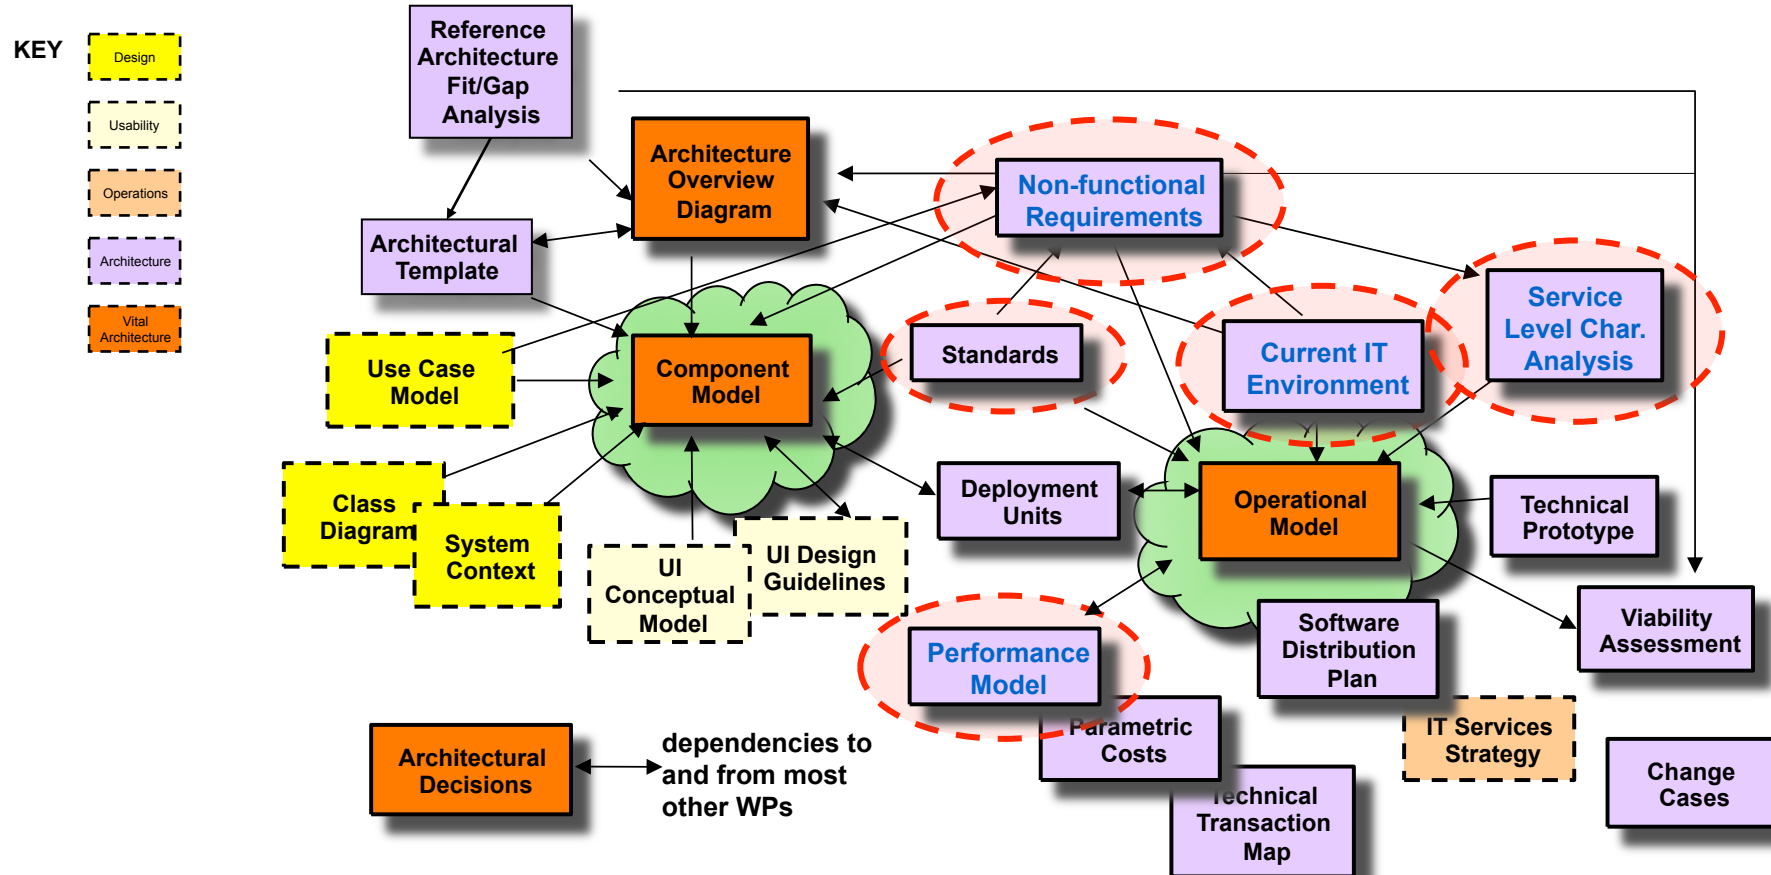 KEY
Design
Usability
Operations
Architecture
Vital
Architecture
Reference
Architecture
Fit/Gap
Analysis
Architecture
Overview
Diagram
Non-functional
Requirements
Architectural
Template
Service
Level Char.
Analysis
Use Case
Model
Component
Model
Standards
Current IT
Environment
Class
Diagram
System
Context
UI
Conceptual
Model
UI Design
Guidelines
Deployment
Units
Operational
Model
Technical
Prototype
Performance
Model
Software
Distribution
Plan
Viability
Assessment
Parametric
Costs
IT Services
Strategy
Architectural
Decisions
dependencies to
and from most
other WPs
Technical
Transaction
Map
Change
Cases